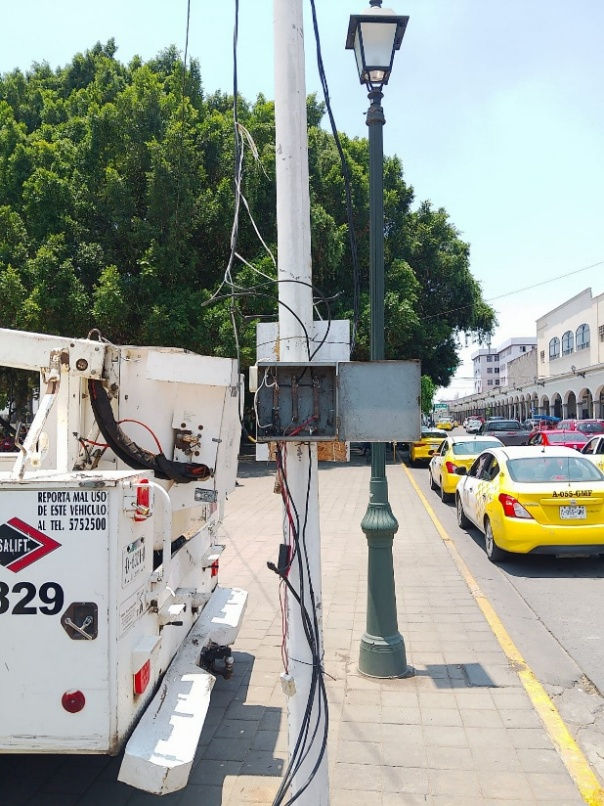 REPORTA MAL USO
DE ESTE VEHICULO
AL TEL. 5752500
SALIFT
329
A-055-GMF